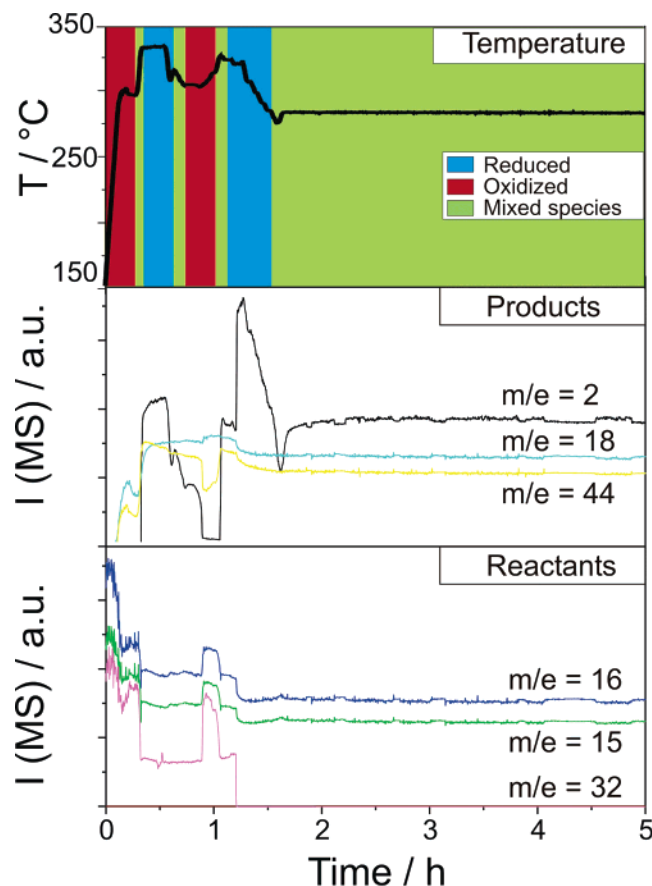 350
250
150
T / °C
Temperature
Reduced
Oxidized
Mixed species
I (MS) / a.u.
Products
m/e = 2
m/e = 18
m/e = 44
I (MS) / a.u.
Reactants
m/e = 16
m/e = 15
m/e = 32
0 1 2 3 4 5
Time / h